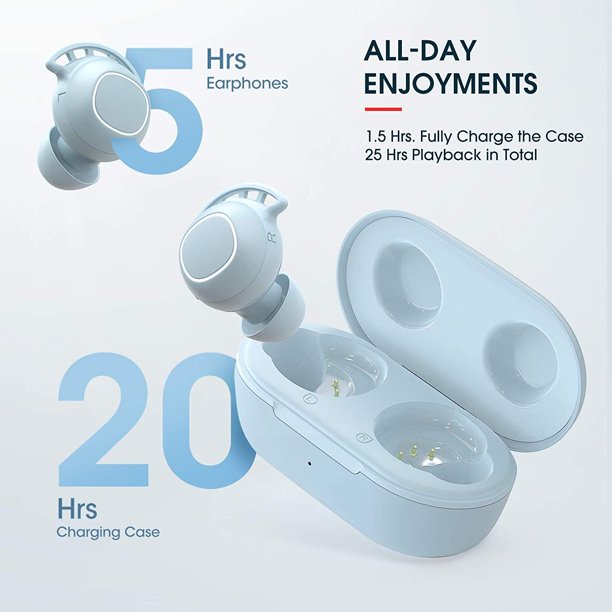 5
Hrs
Earphones
ALL-DAY
ENJOYMENTS
1.5 Hrs. Fully Charge the Case
25 Hrs Playback in Total
L
R
L
R
20
Hrs
Charging Case